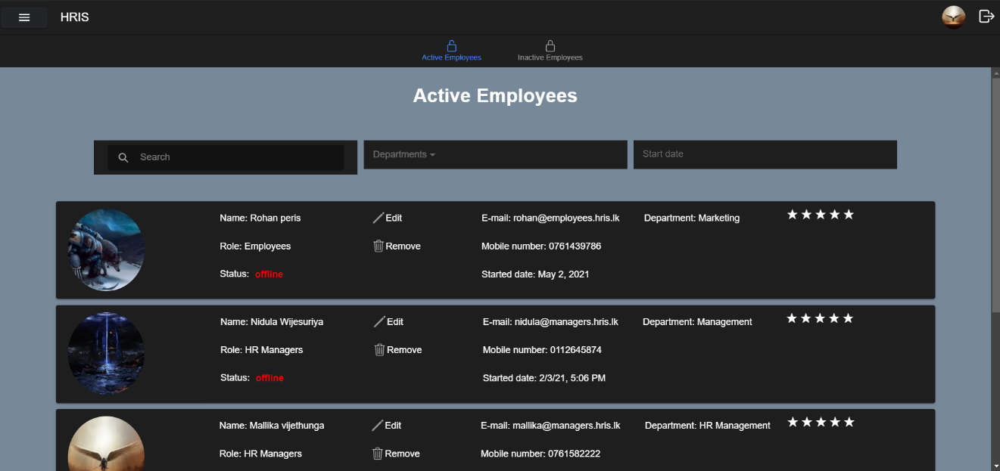 HRIS
Active Employees
Inactive Employees
Active Employees
Search
Departments
Start date
Name: Rohan peris
Edit
E-mail: rohan@employees.hris.lk
Department: Marketing
Role: Employees
Remove
Mobile number: 0761439786
Status: offline
Started date: May 2, 2021
Name: Nidula Wijesuriya
Edit
E-mail: nidula@managers.hris.lk
Department: Management
Role: HR Managers
Remove
Mobile number: 0112645874
Status: offline
Started date: 2/3/21, 5:06 PM
Name: Mallika vijethunga
Edit
E-mail: mallika@managers.hris.lk
Department: HR Management
Role: HR Managers
Remove
Mobile number: 0761582222